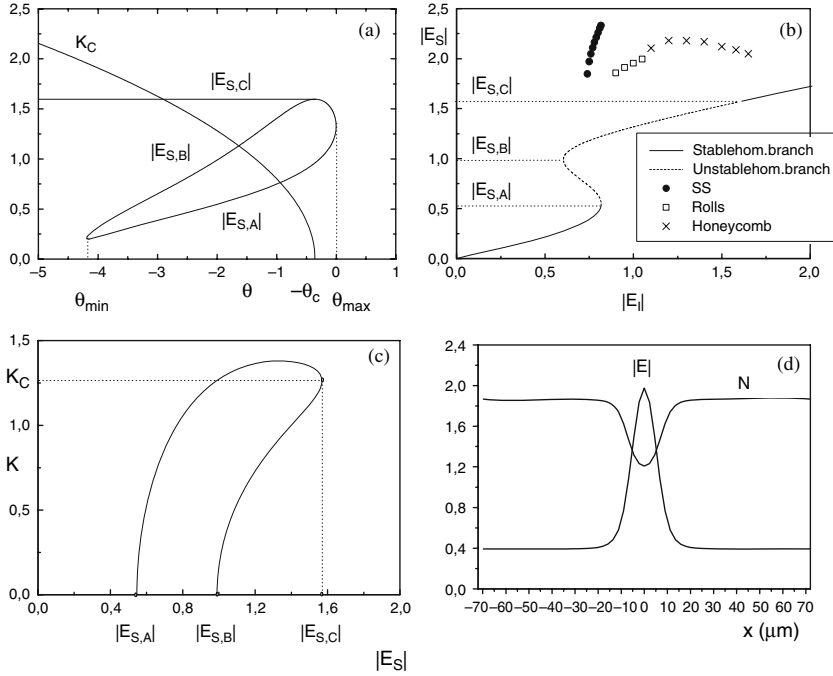 (a)
2,5
2,0
1,5
1,0
0,5
0,0
K_C
|E_S,C|
|E_S,B|
|E_S,A|
−5 −4 −3 −2 −1 0 1
θ_min θ −θ_c θ_max
(b)
2,5
|E_S|
2,0
|E_S,C|
1,5
|E_S,B|
1,0
|E_S,A|
0,5
0,0
Stablehom.branch
Unstablehom.branch
SS
Rolls
Honeycomb
0,0 0,5 1,0 1,5 2,0
|E_I|
(c)
1,5
K_C
1,0
K
0,5
0,0
0,0 0,4 0,8 1,2 1,6 2,0
|E_S,A| |E_S,B| |E_S,C|
|E_S|
(d)
2,4
2,0
1,6
1,2
0,8
0,4
0,0
|E|
N
−70 −60 −50 −40 −30 −20 −10 0 10 20 30 40 50 60 70
x (μm)